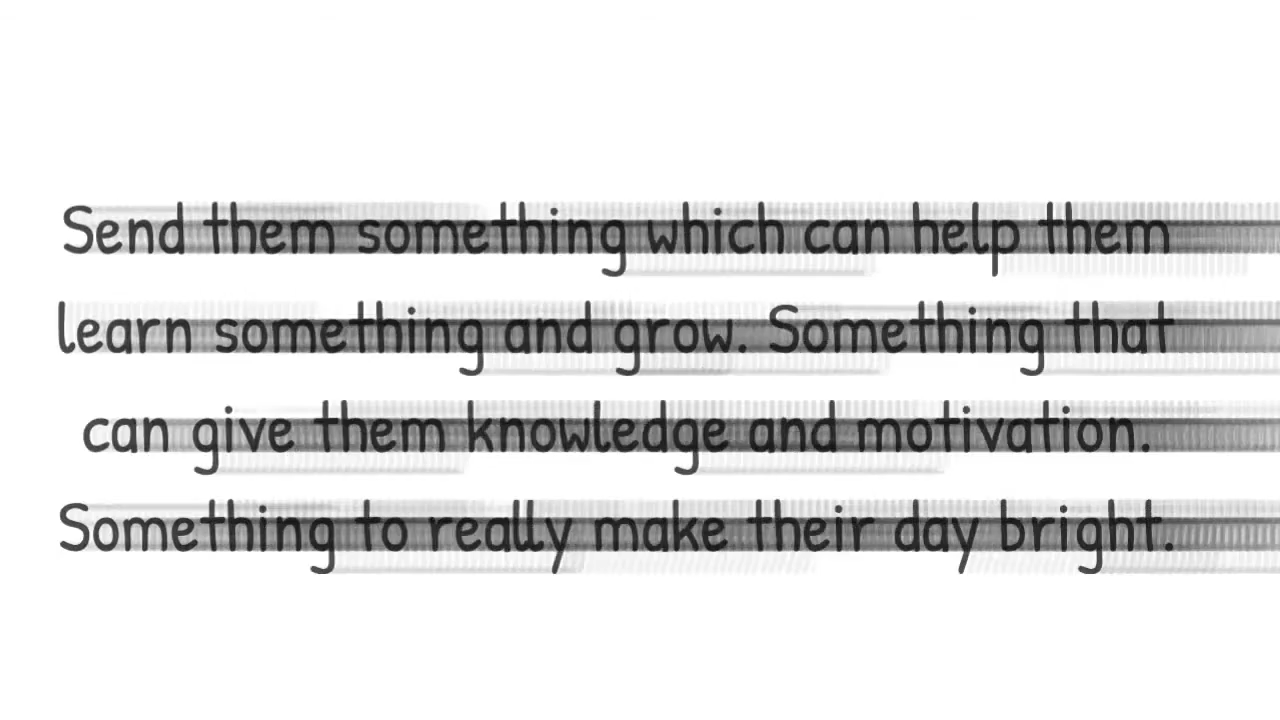 Send them something which can help them
learn something and grow. Something that
can give them knowledge and motivation.
Something to really make their day bright.